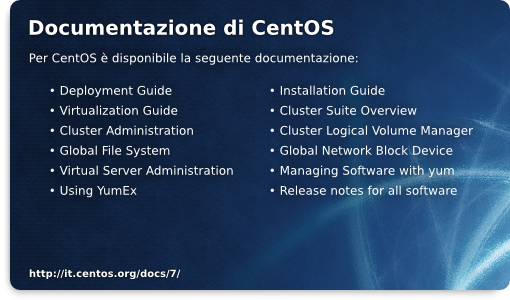 Documentazione di CentOS
Per CentOS è disponibile la seguente documentazione:
• Deployment Guide
• Virtualization Guide
• Cluster Administration
• Global File System
• Virtual Server Administration
• Using YumEx
• Installation Guide
• Cluster Suite Overview
• Cluster Logical Volume Manager
• Global Network Block Device
• Managing Software with yum
• Release notes for all software
http://it.centos.org/docs/7/